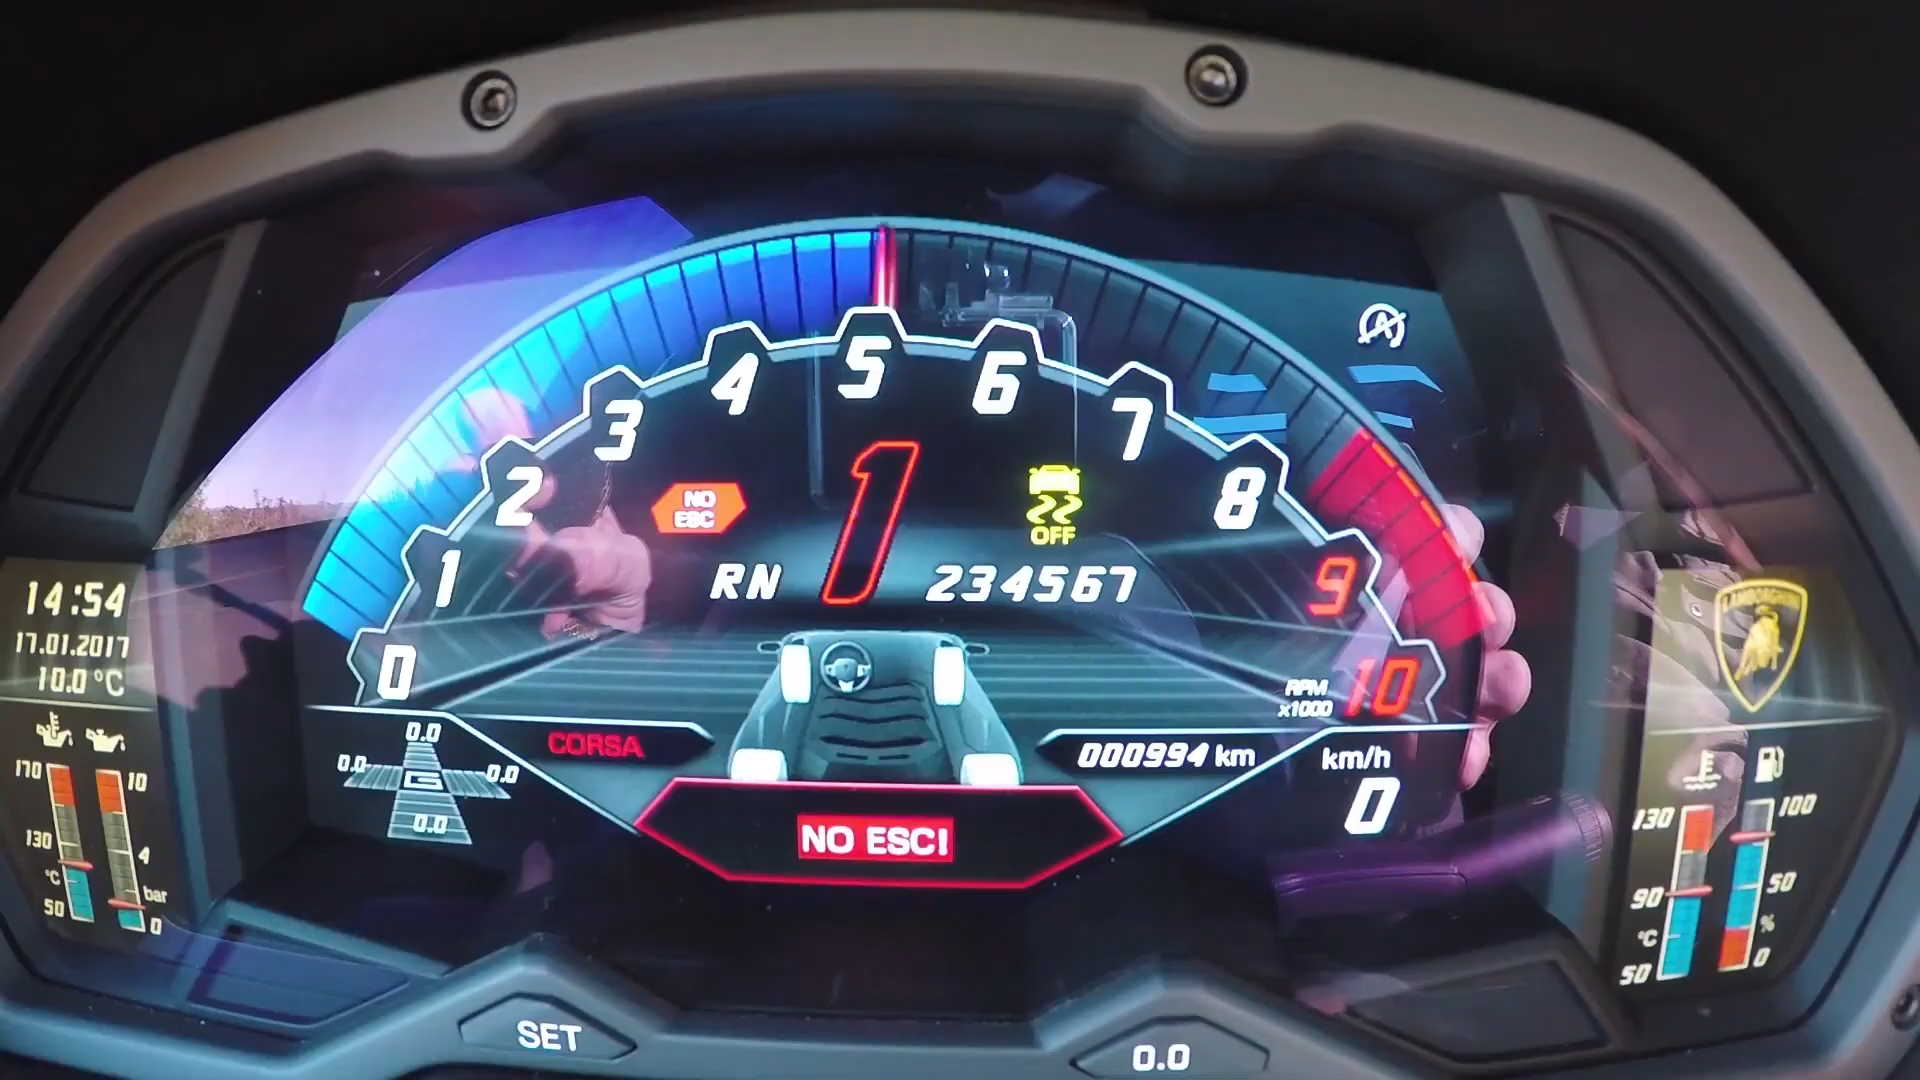 0
1
2
3
4
5
6
7
8
9
10
RPM
x1000
NO
ESC
1
OFF
RN
234567
A
14:54
17.01.2017
10.0 °C
170
130
°C
50
10
4
bar
0
0.0
0.0
G
0.0
0.0
CORSA
000994 km
km/h
0
NO ESC!
LAMBORGHINI
130
90
°C
50
100
50
%
0
SET
0.0